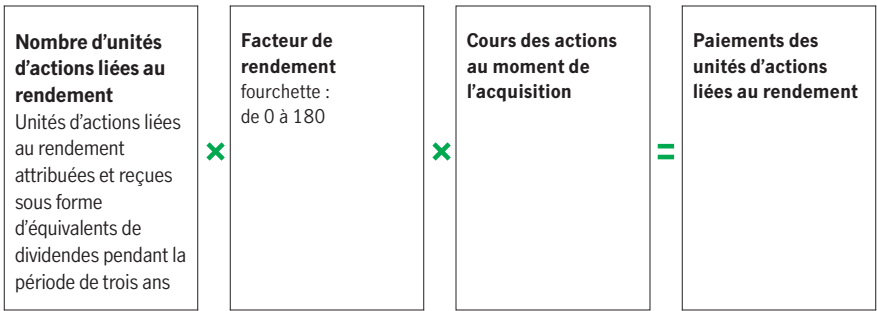 Nombre d'unités
d'actions liées au
rendement
Unités d'actions liées
au rendement
attribuées et reçues
sous forme
d'équivalents de
dividendes pendant la
période de trois ans
×
Facteur de
rendement
fourchette :
de 0 à 180
×
Cours des actions
au moment de
l'acquisition
=
Paiements des
unités d'actions
liées au rendement